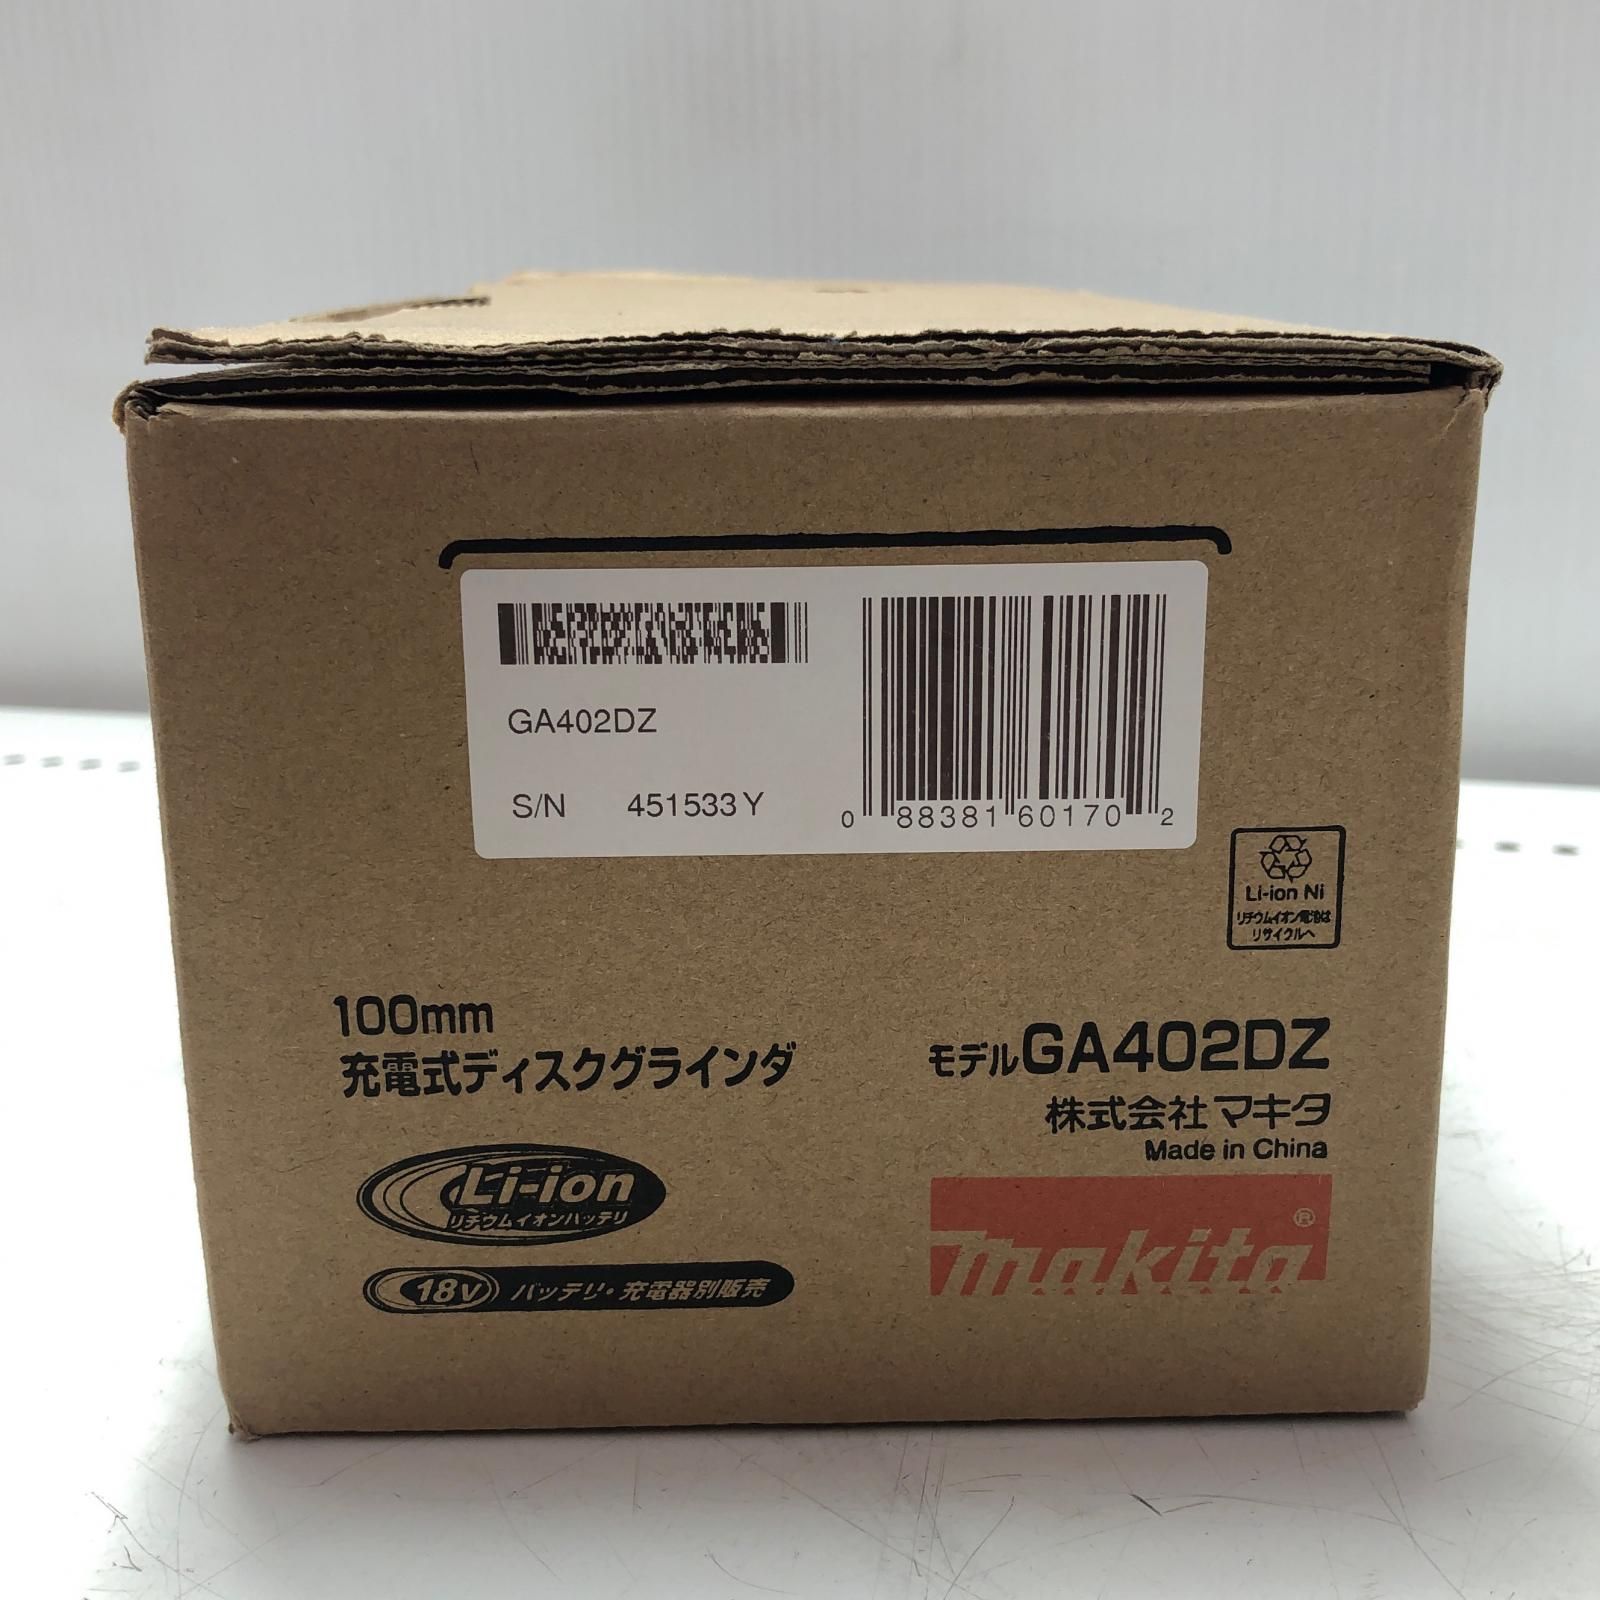 GA402DZ
S/N 451533Y
0 88381 60170 2
Li-ion Ni
リチウムイオン電池は
リサイクルへ
100mm
充電式ディスクグラインダ
モデルGA402DZ
株式会社マキタ
Made in China
Li-ion
リチウムイオンバッテリ
18V バッテリ・充電器別販売
makita®